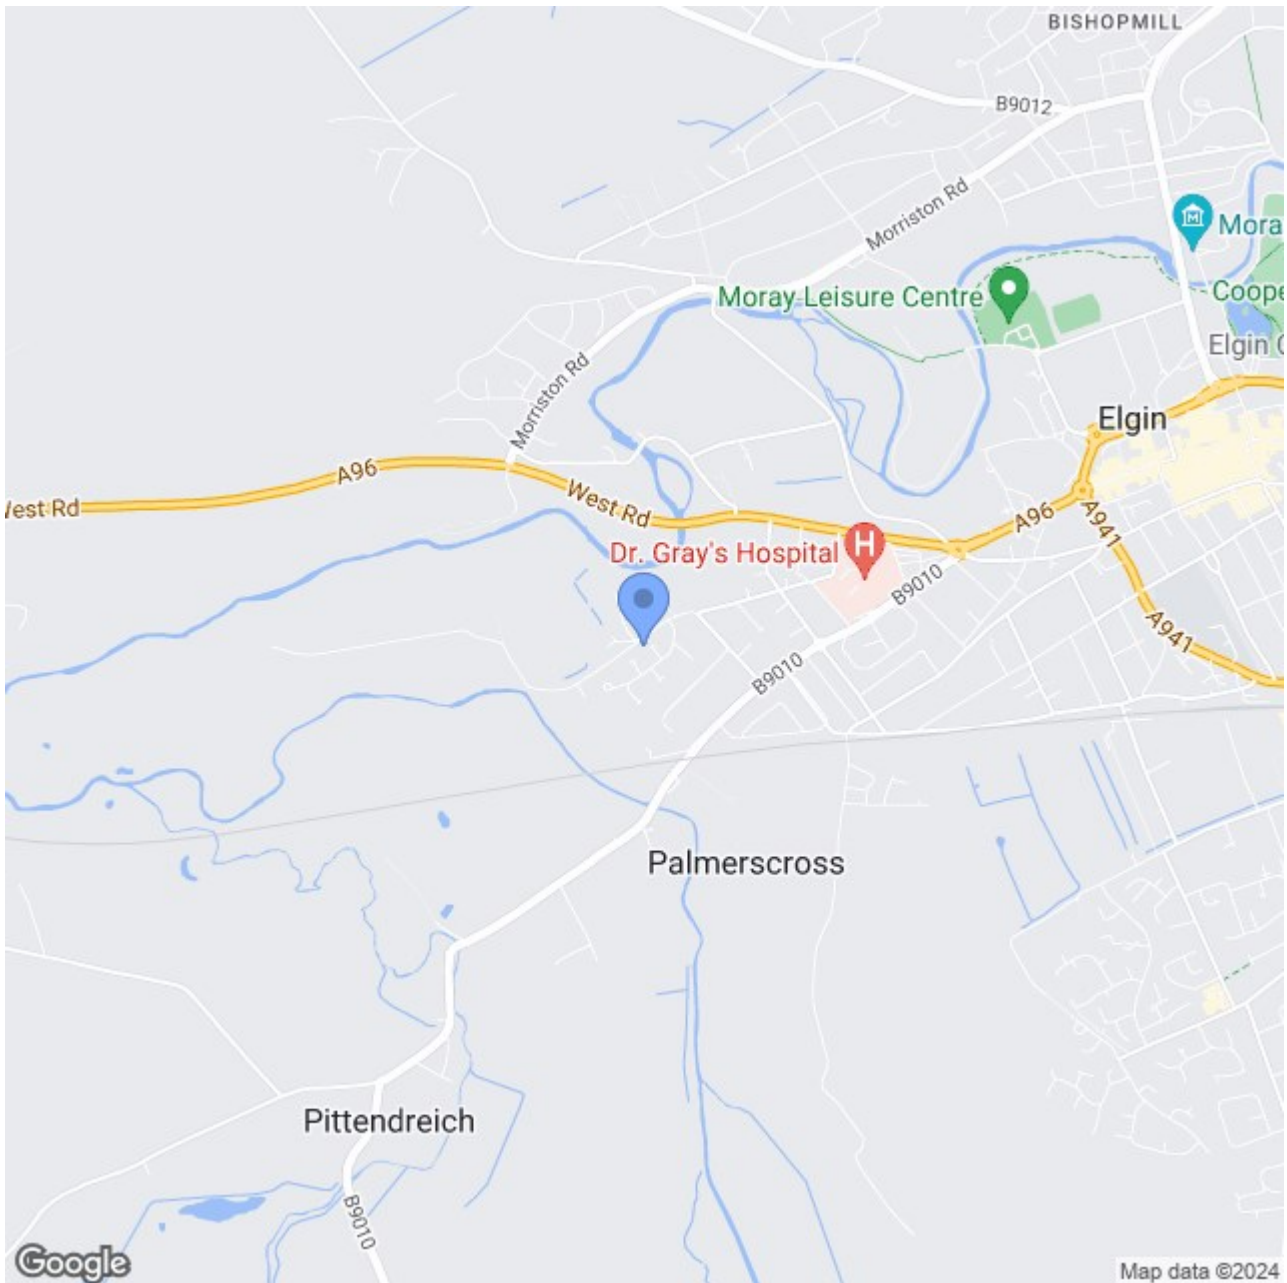 BISHOPMILL
B9012
Morriston Rd
Mora
Moray Leisure Centre
Coope
Elgin C
Morriston Rd
Elgin
A96
West Rd
West Rd
A96
A941
Dr. Gray's Hospital
H
B9010
A941
B9010
Palmerscross
Pittendreich
B9010
Google
Map data ©2024